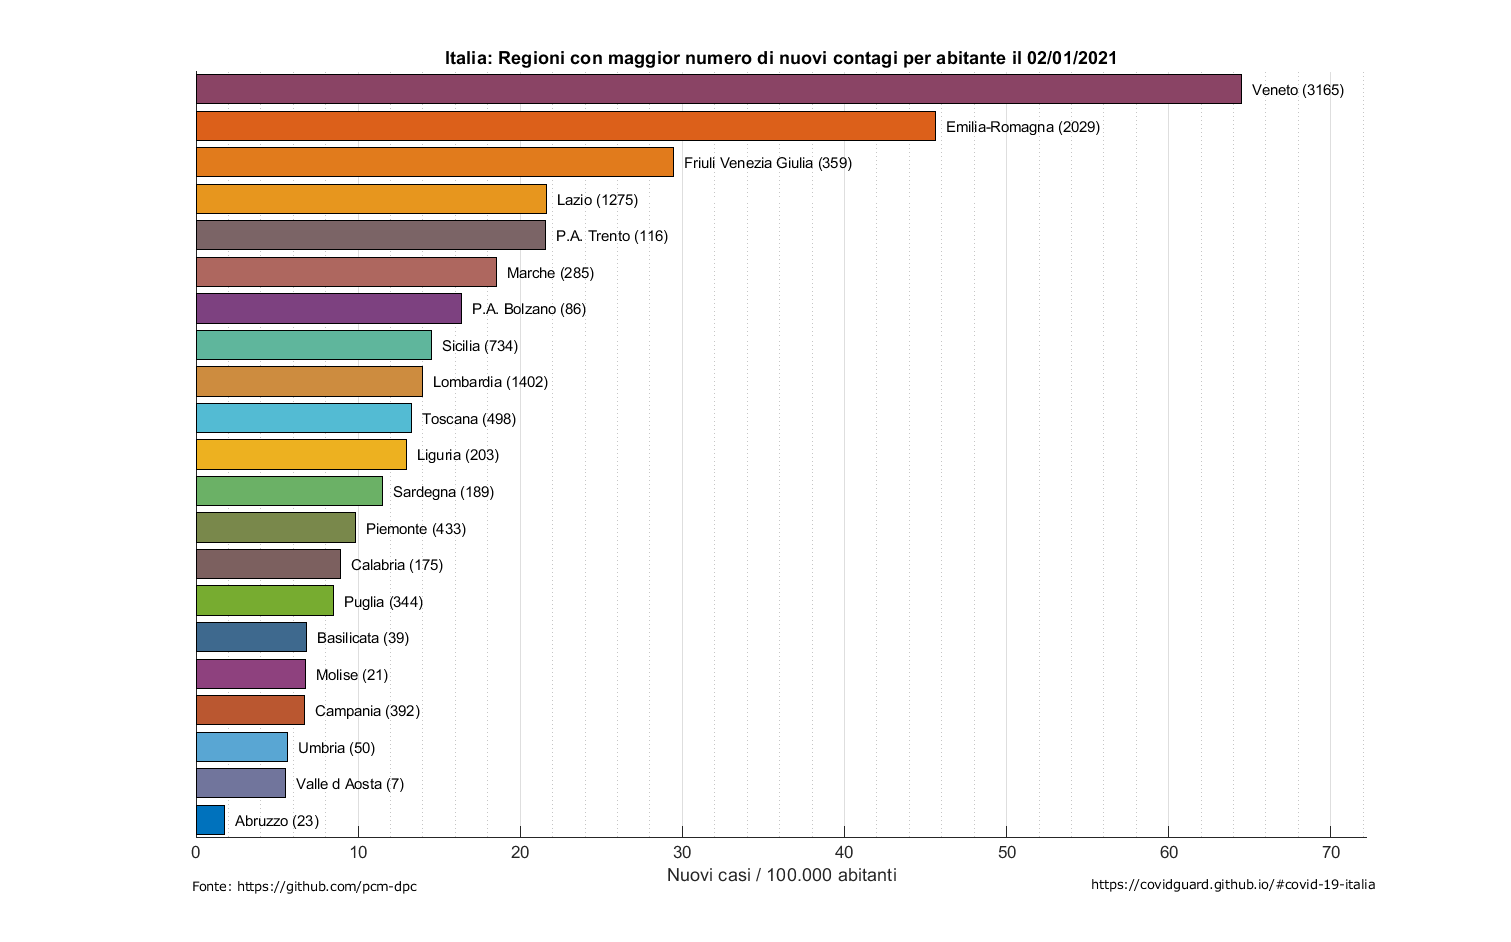 Italia: Regioni con maggior numero di nuovi contagi per abitante il 02/01/2021
Veneto (3165)
Emilia-Romagna (2029)
Friuli Venezia Giulia (359)
Lazio (1275)
P.A. Trento (116)
Marche (285)
P.A. Bolzano (86)
Sicilia (734)
Lombardia (1402)
Toscana (498)
Liguria (203)
Sardegna (189)
Piemonte (433)
Calabria (175)
Puglia (344)
Basilicata (39)
Molise (21)
Campania (392)
Umbria (50)
Valle d Aosta (7)
Abruzzo (23)
0 10 20 30 40 50 60 70
Nuovi casi / 100.000 abitanti
Fonte: https://github.com/pcm-dpc
https://covidguard.github.io/#covid-19-italia